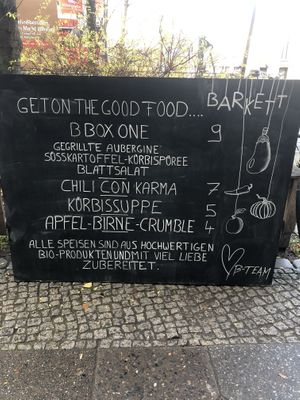 GET ON THE GOOD FOOD....
BARKETT
B BOX ONE 9
GEGRILLTE AUBERGINE
SÜSSKARTOFFEL-KÖRBISPÜREE
BLATTSALAT
CHILI CON KARMA 7
KÜRBISSUPPE 5
APFEL-BIRNE-CRUMBLE 4
ALLE SPEISEN SIND AUS HOCHWERTIGEN
BIO-PRODUKTEN UND MIT VIEL LIEBE
ZUBEREITET.
B-TEAM